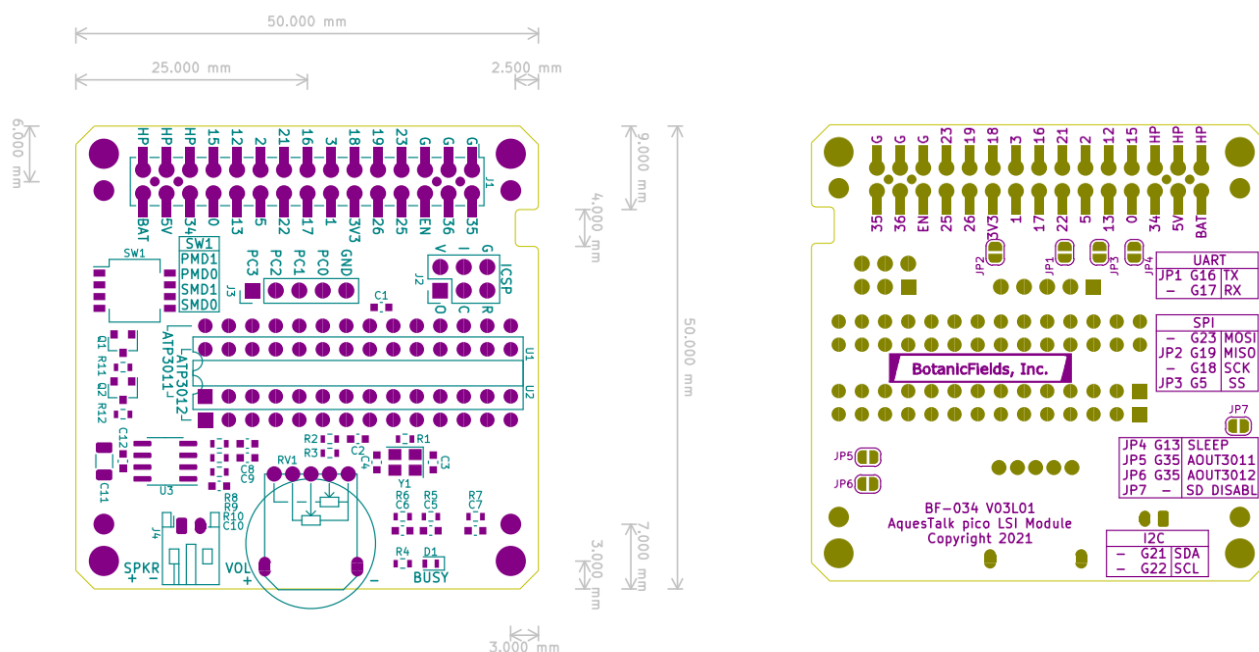 50.000 mm
25.000 mm
2.500 mm
6.000 mm
9.000 mm
4.000 mm
50.000 mm
7.000 mm
3.000 mm
3.000 mm
HP HP HP 15 12 2 21 16 3 18 19 23 G G G
J1
BAT 5V 34 0 13 5 22 17 1 3V3 26 25 EN 36 35
SW1
SW1
PMD1
PMD0
SMD1
SMD0
PC3 PC2 PC1 PC0 GND
J3
V I G
ICSP
J2
O C R
C1
Q1
R11
Q2
R12
ATP3011
ATP3012
U1
U2
C12
C11
U3
C8
C9
R8
R9
R10
C10
R2
R3
C2
R1
RV1
C4
C3
Y1
R6
C6
R5
C5
R7
C7
J4
SPKR
+ -
VOL
+ -
R4
D1
BUSY
G G G 23 19 18 3 16 21 2 12 15 HP HP HP
35 36 EN 25 26 3V3 1 17 22 5 13 0 34 5V BAT
JP2 JP1 JP3 JP4
UART
JP1 G16 TX
- G17 RX
SPI
- G23 MOSI
JP2 G19 MISO
- G18 SCK
JP3 G5 SS
BotanicFields, Inc.
JP7
JP5
JP6
JP4 G13 SLEEP
JP5 G35 AOUT3011
JP6 G35 AOUT3012
JP7 - SD DISABL
BF-034 V03L01
AquesTalk pico LSI Module
Copyright 2021
I2C
- G21 SDA
- G22 SCL